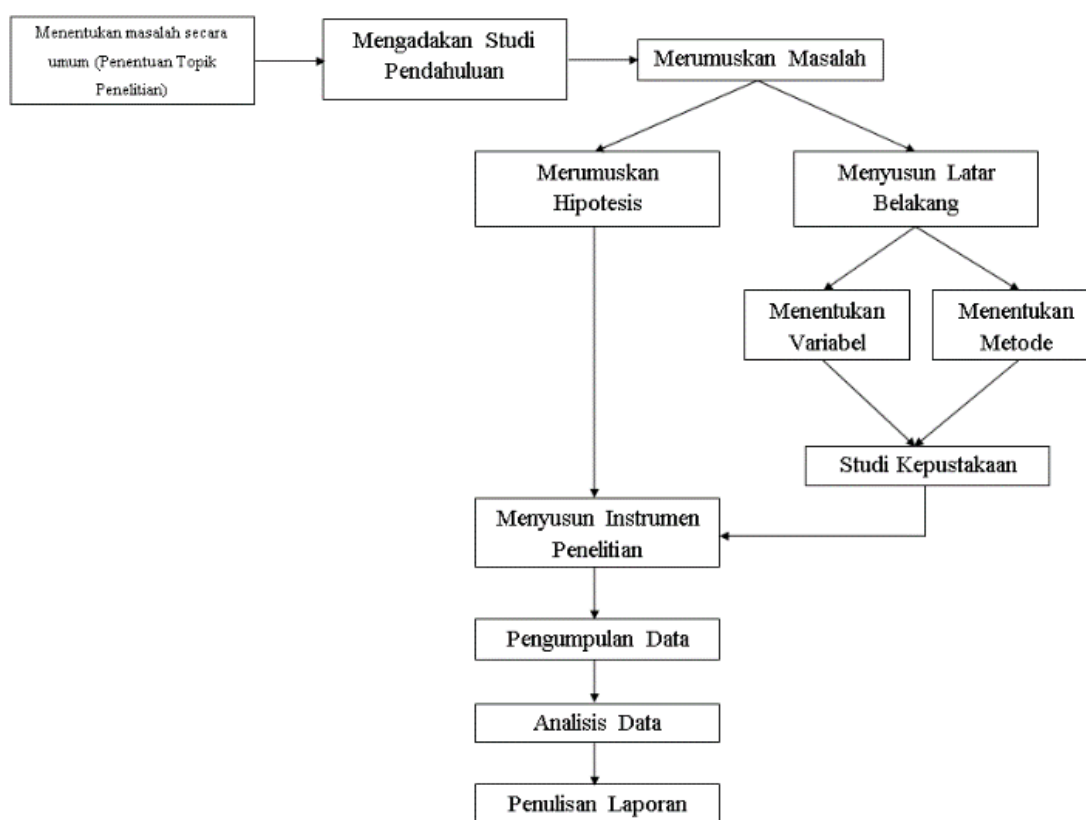 Menentukan masalah secara
umum (Penentuan Topik
Penelitian)
Mengadakan Studi
Pendahuluan
Merumuskan Masalah
Merumuskan
Hipotesis
Menyusun Latar
Belakang
Menentukan
Variabel
Menentukan
Metode
Studi Kepustakaan
Menyusun Instrumen
Penelitian
Pengumpulan Data
Analisis Data
Penulisan Laporan